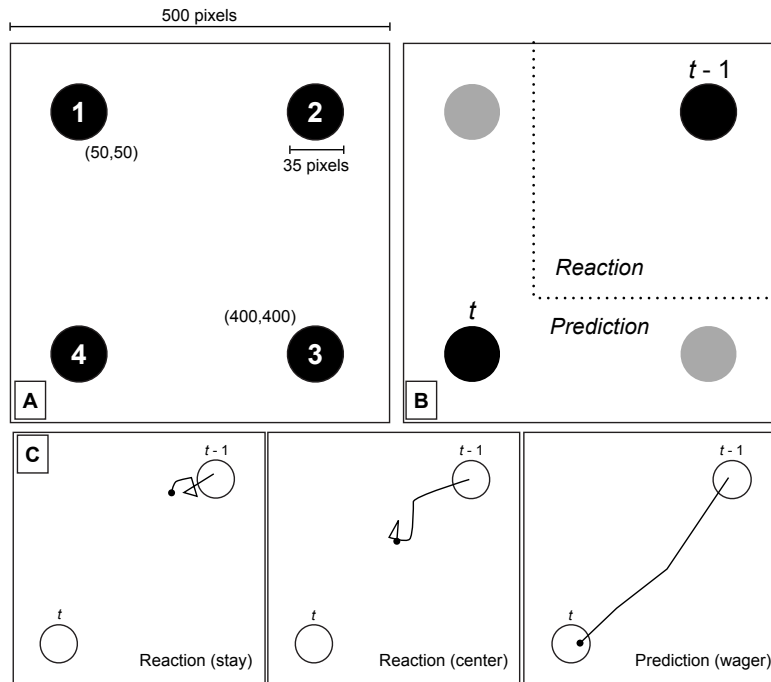 500 pixels
1
2
(50,50)
35 pixels
(400,400)
4
3
A
t - 1
Reaction
t
Prediction
B
C
t - 1
t
Reaction (stay)
t - 1
t
Reaction (center)
t - 1
t
Prediction (wager)